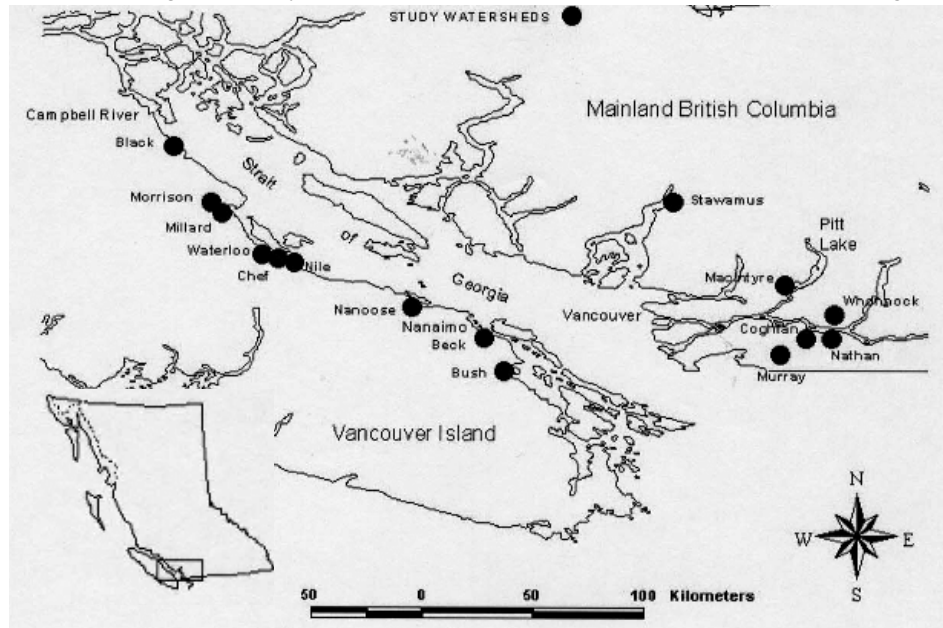 STUDY WATERSHEDS
Mainland British Columbia
Campbell River
Black
Strait
of
Georgia
Morrison
Millard
Waterloo
Chef
Nile
Stawamus
Pitt
Lake
MacIntyre
Whonnock
Nanoose
Vancouver
Nanaimo
Beck
Coghlan
Nathan
Murray
Bush
Vancouver Island
N
W
E
S
50 0 50 100 Kilometers